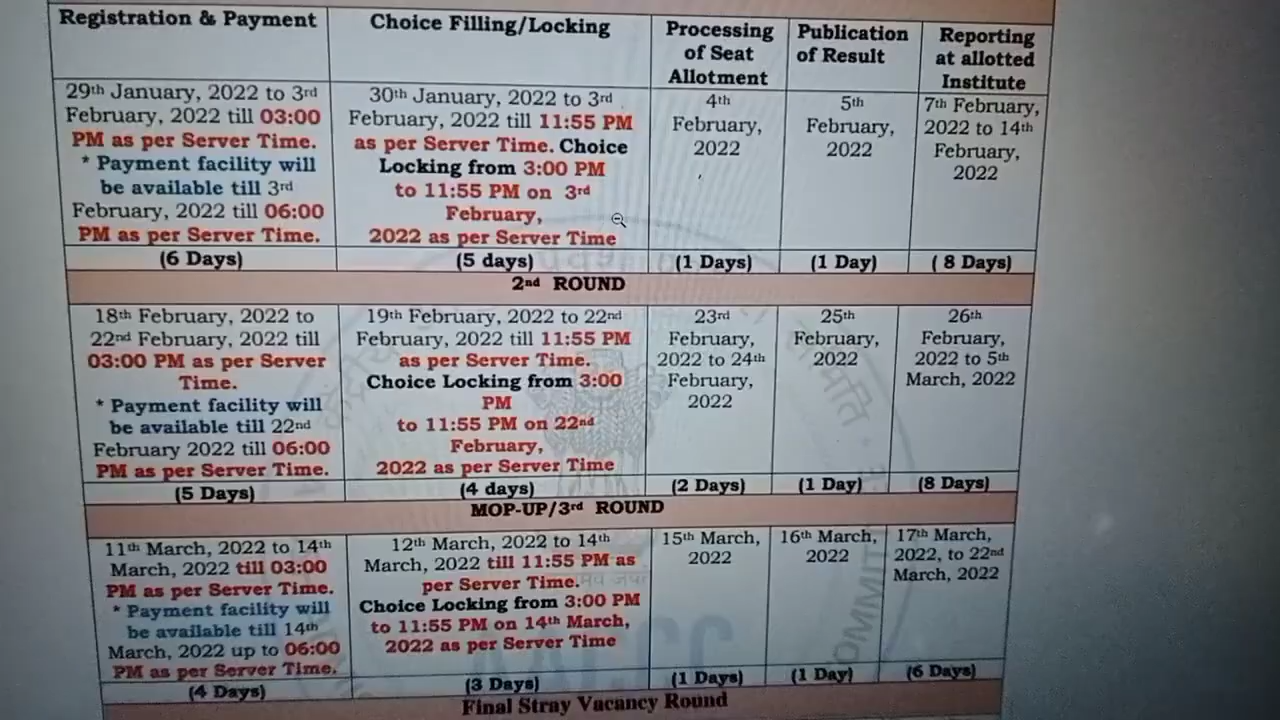 Registration & Payment
Choice Filling/Locking
Processing
of Seat
Allotment
Publication
of Result
Reporting
at allotted
Institute
29th January, 2022 to 3rd
February, 2022 till 03:00
PM as per Server Time.
* Payment facility will
be available till 3rd
February, 2022 till 06:00
PM as per Server Time.
30th January, 2022 to 3rd
February, 2022 till 11:55 PM
as per Server Time. Choice
Locking from 3:00 PM
to 11:55 PM on 3rd
February,
2022 as per Server Time
4th
February,
2022
5th
February,
2022
7th February,
2022 to 14th
February,
2022
(6 Days)
(5 days)
(1 Days)
(1 Day)
( 8 Days)
2nd ROUND
18th February, 2022 to
22nd February, 2022 till
03:00 PM as per Server
Time.
* Payment facility will
be available till 22nd
February 2022 till 06:00
PM as per Server Time.
19th February, 2022 to 22nd
February, 2022 till 11:55 PM
as per Server Time.
Choice Locking from 3:00
PM
to 11:55 PM on 22nd
February,
2022 as per Server Time
23rd
February,
2022 to 24th
February,
2022
25th
February,
2022
26th
February,
2022 to 5th
March, 2022
(5 Days)
(4 days)
(2 Days)
(1 Day)
(8 Days)
MOP-UP/3rd ROUND
11th March, 2022 to 14th
March, 2022 till 03:00
PM as per Server Time.
* Payment facility will
be available till 14th
March, 2022 up to 06:00
PM as per Server Time.
12th March, 2022 to 14th
March, 2022 till 11:55 PM as
per Server Time.
Choice Locking from 3:00 PM
to 11:55 PM on 14th March,
2022 as per Server Time
15th March,
2022
16th March,
2022
17th March,
2022, to 22nd
March, 2022
(4 Days)
(3 Days)
(1 Days)
(1 Day)
(6 Days)
Final Stray Vacancy Round